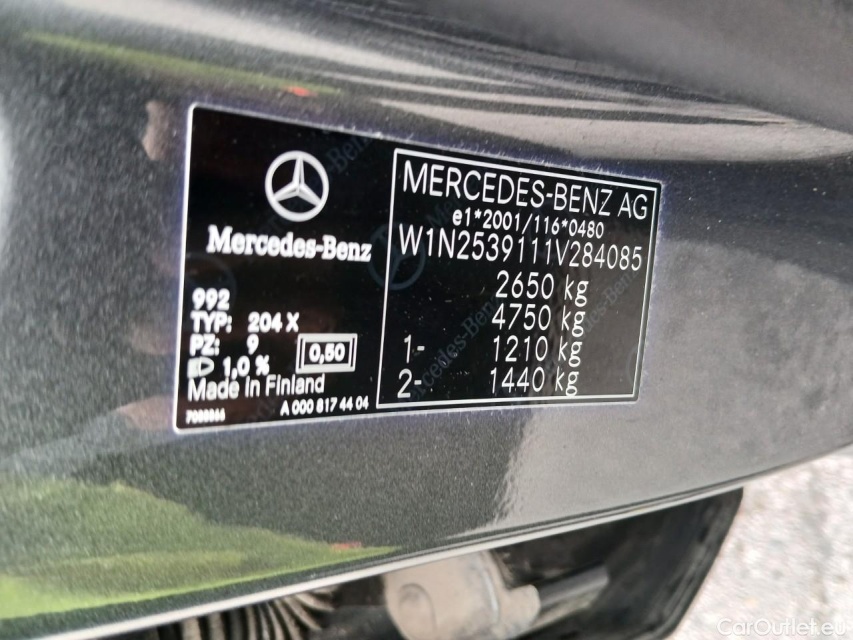 Mercedes-Benz
992
TYP: 204 X
PZ: 9
1,0 %
0,50
Made in Finland
A 000 817 44 04
MERCEDES-BENZ AG
e1*2001/116*0480
W1N2539111V284085
2650 kg
4750 kg
1- 1210 kg
2- 1440 kg
CarOutlet.eu